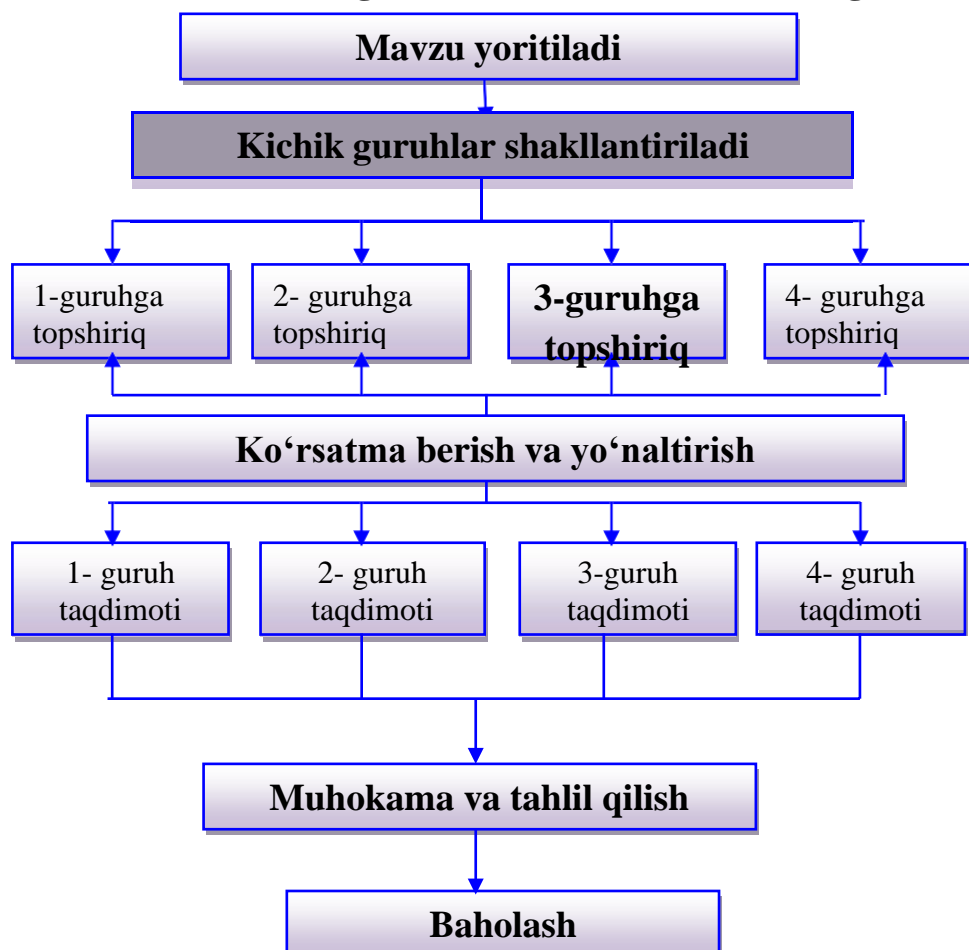 Mavzu yoritiladi
Kichik guruhlar shakllantiriladi
1-guruhga
topshiriq
2- guruhga
topshiriq
3-guruhga
topshiriq
4- guruhga
topshiriq
Ko‘rsatma berish va yo‘naltirish
1- guruh
taqdimoti
2- guruh
taqdimoti
3-guruh
taqdimoti
4- guruh
taqdimoti
Muhokama va tahlil qilish
Baholash